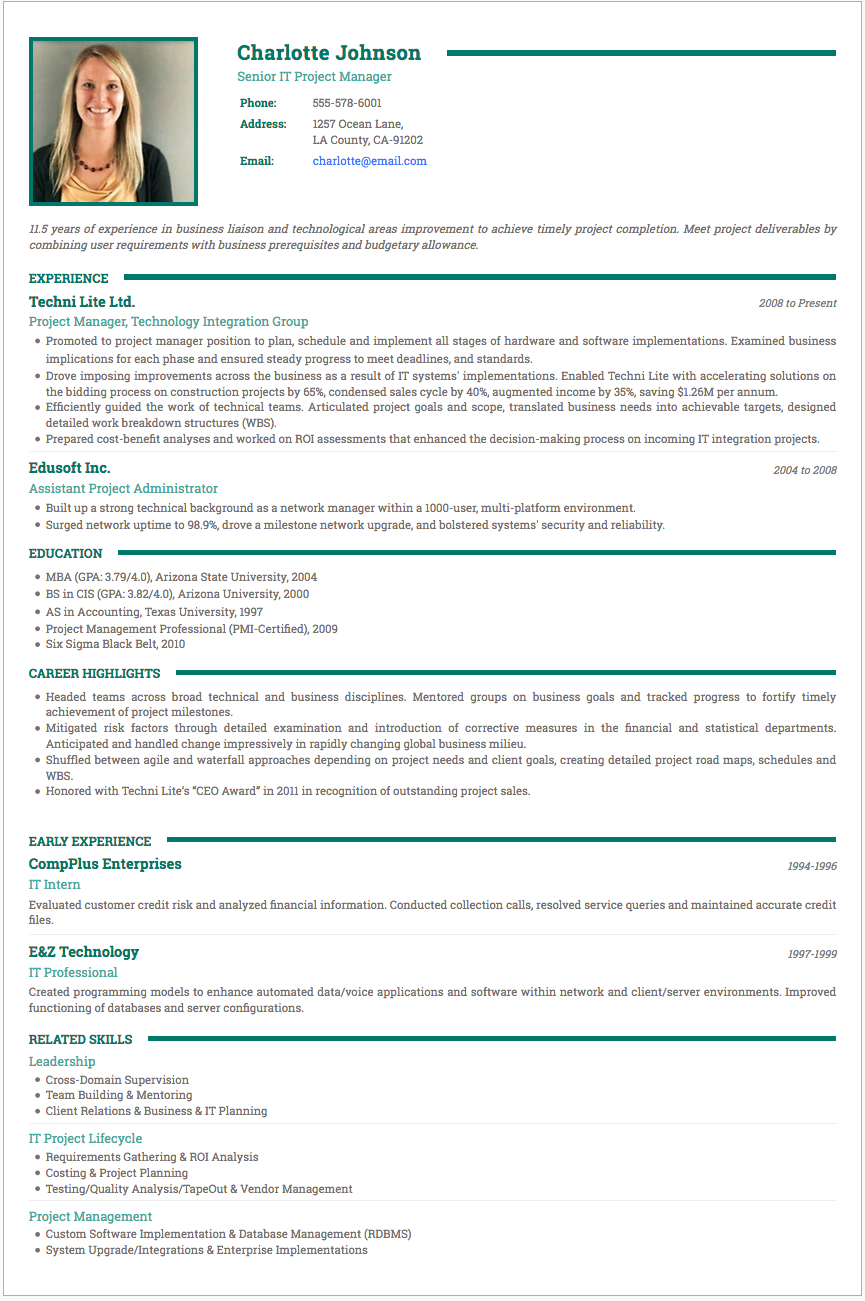 Charlotte Johnson
Senior IT Project Manager
Phone: 555-578-6001
Address: 1257 Ocean Lane,
LA County, CA-91202
Email: charlotte@email.com
11.5 years of experience in business liaison and technological areas improvement to achieve timely project completion. Meet project deliverables by
combining user requirements with business prerequisites and budgetary allowance.
EXPERIENCE
Techni Lite Ltd. 2008 to Present
Project Manager, Technology Integration Group
• Promoted to project manager position to plan, schedule and implement all stages of hardware and software implementations. Examined business
implications for each phase and ensured steady progress to meet deadlines, and standards.
• Drove imposing improvements across the business as a result of IT systems' implementations. Enabled Techni Lite with accelerating solutions on
the bidding process on construction projects by 65%, condensed sales cycle by 40%, augmented income by 35%, saving $1.26M per annum.
• Efficiently guided the work of technical teams. Articulated project goals and scope, translated business needs into achievable targets, designed
detailed work breakdown structures (WBS).
• Prepared cost-benefit analyses and worked on ROI assessments that enhanced the decision-making process on incoming IT integration projects.
Edusoft Inc. 2004 to 2008
Assistant Project Administrator
• Built up a strong technical background as a network manager within a 1000-user, multi-platform environment.
• Surged network uptime to 98.9%, drove a milestone network upgrade, and bolstered systems' security and reliability.
EDUCATION
• MBA (GPA: 3.79/4.0), Arizona State University, 2004
• BS in CIS (GPA: 3.82/4.0), Arizona University, 2000
• AS in Accounting, Texas University, 1997
• Project Management Professional (PMI-Certified), 2009
• Six Sigma Black Belt, 2010
CAREER HIGHLIGHTS
• Headed teams across broad technical and business disciplines. Mentored groups on business goals and tracked progress to fortify timely
achievement of project milestones.
• Mitigated risk factors through detailed examination and introduction of corrective measures in the financial and statistical departments.
Anticipated and handled change impressively in rapidly changing global business milieu.
• Shuffled between agile and waterfall approaches depending on project needs and client goals, creating detailed project road maps, schedules and
WBS.
• Honored with Techni Lite's “CEO Award” in 2011 in recognition of outstanding project sales.
EARLY EXPERIENCE
CompPlus Enterprises 1994-1996
IT Intern
Evaluated customer credit risk and analyzed financial information. Conducted collection calls, resolved service queries and maintained accurate credit
files.
E&Z Technology 1997-1999
IT Professional
Created programming models to enhance automated data/voice applications and software within network and client/server environments. Improved
functioning of databases and server configurations.
RELATED SKILLS
Leadership
• Cross-Domain Supervision
• Team Building & Mentoring
• Client Relations & Business & IT Planning
IT Project Lifecycle
• Requirements Gathering & ROI Analysis
• Costing & Project Planning
• Testing/Quality Analysis/TapeOut & Vendor Management
Project Management
• Custom Software Implementation & Database Management (RDBMS)
• System Upgrade/Integrations & Enterprise Implementations